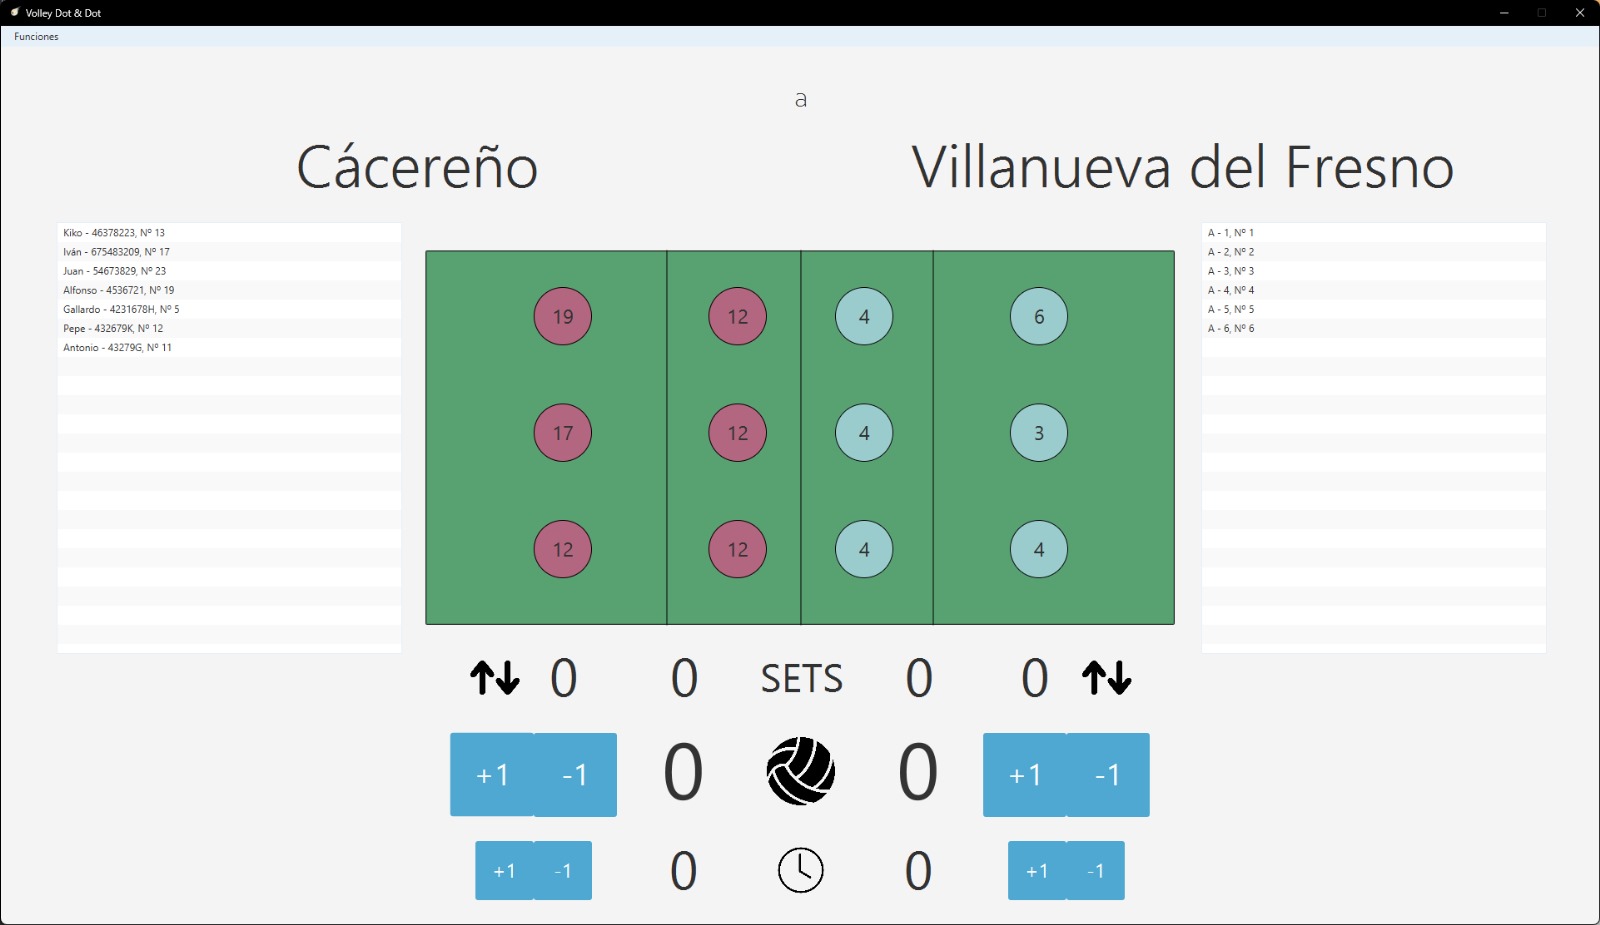 Volley Dot & Dot
Funciones
a
Cácereño
Villanueva del Fresno
Kiko - 46378223, Nº 13
Iván - 675483209, Nº 17
Juan - 54673829, Nº 23
Alfonso - 4536721, Nº 19
Gallardo - 4231678H, Nº 5
Pepe - 432679K, Nº 12
Antonio - 43279G, Nº 11
19 12 4 6
17 12 4 3
12 12 4 4
A - 1, Nº 1
A - 2, Nº 2
A - 3, Nº 3
A - 4, Nº 4
A - 5, Nº 5
A - 6, Nº 6
0 0 SETS 0 0
+1 -1 0 0 +1 -1
+1 -1 0 0 +1 -1